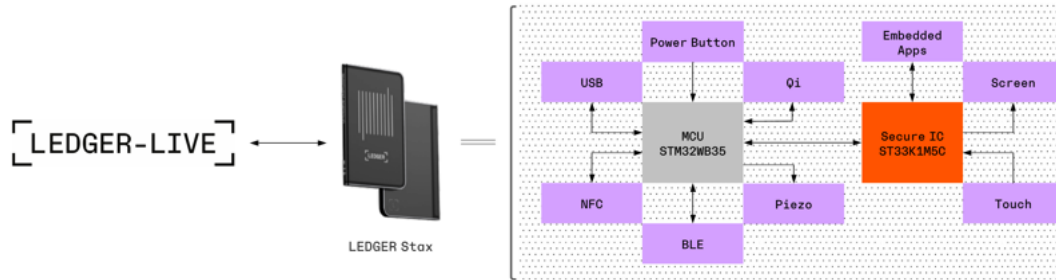 Power Button
Embedded
Apps
USB
Qi
Screen
[LEDGER-LIVE]
MCU
STM32WB35
Secure IC
ST33K1M5C
[LEDGER]
NFC
Piezo
Touch
LEDGER Stax
BLE